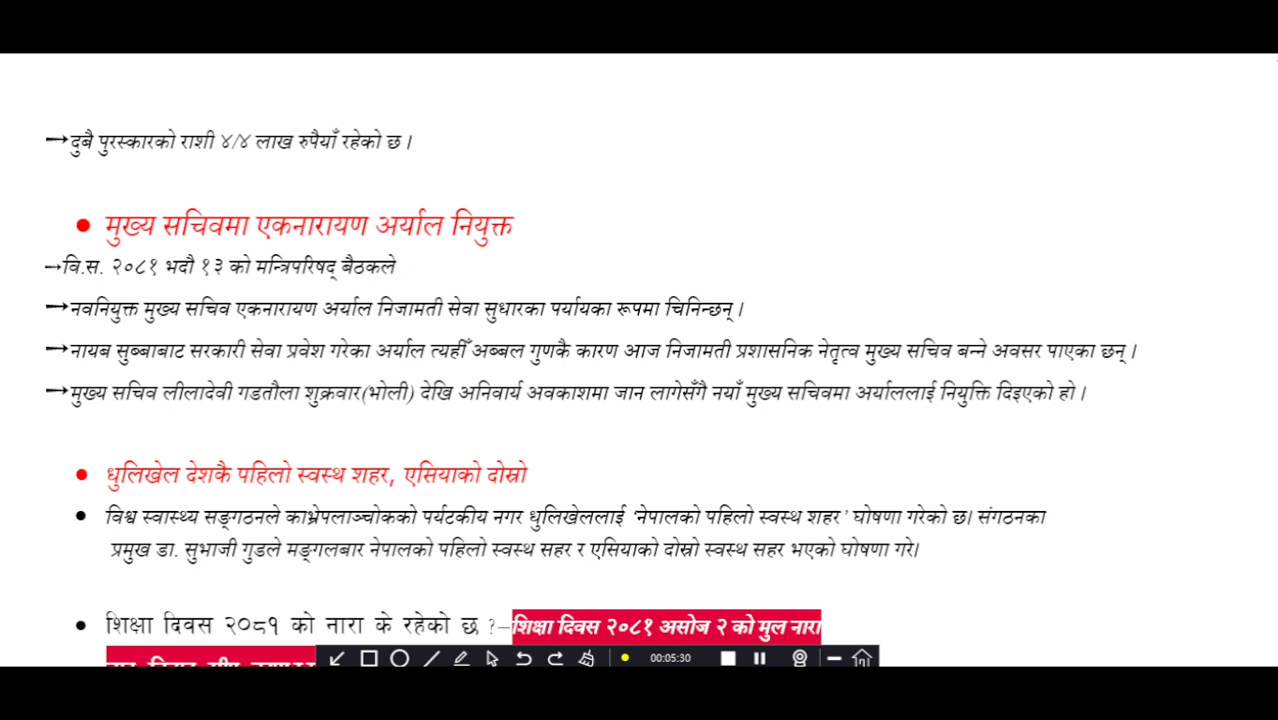 →दुबै पुरस्कारको राशी ४/४ लाख रुपैयाँ रहेको छ ।
● मुख्य सचिवमा एकनारायण अर्याल नियुक्त
→वि.स. २०८१ भदौ १३ को मन्त्रिपरिषद् बैठकले
→नवनियुक्त मुख्य सचिव एकनारायण अर्याल निजामती सेवा सुधारका पर्यायका रूपमा चिनिन्छन् ।
→नायब सुब्बाबाट सरकारी सेवा प्रवेश गरेका अर्याल त्यहीँ अब्बल गुणकै कारण आज निजामती प्रशासनिक नेतृत्व मुख्य सचिव बन्ने अवसर पाएका छन् ।
→मुख्य सचिव लीलादेवी गडतौला शुक्रवार(भोली) देखि अनिवार्य अवकाशमा जान लागेसँगै नयाँ मुख्य सचिवमा अर्याललाई नियुक्ति दिइएको हो ।
● धुलिखेल देशकै पहिलो स्वस्थ शहर, एसियाको दोस्रो
● विश्व स्वास्थ्य सङ्गठनले काभ्रेपलाञ्चोकको पर्यटकीय नगर धुलिखेललाई ‘नेपालको पहिलो स्वस्थ शहर’ घोषणा गरेको छ। संगठनका
प्रमुख डा. सुभाजी गुडले मङ्गलबार नेपालको पहिलो स्वस्थ सहर र एसियाको दोस्रो स्वस्थ सहर भएको घोषणा गरे।
● शिक्षा दिवस २०८१ को नारा के रहेको छ ?–शिक्षा दिवस २०८१ असोज २ को मुल नारा
00:05:30